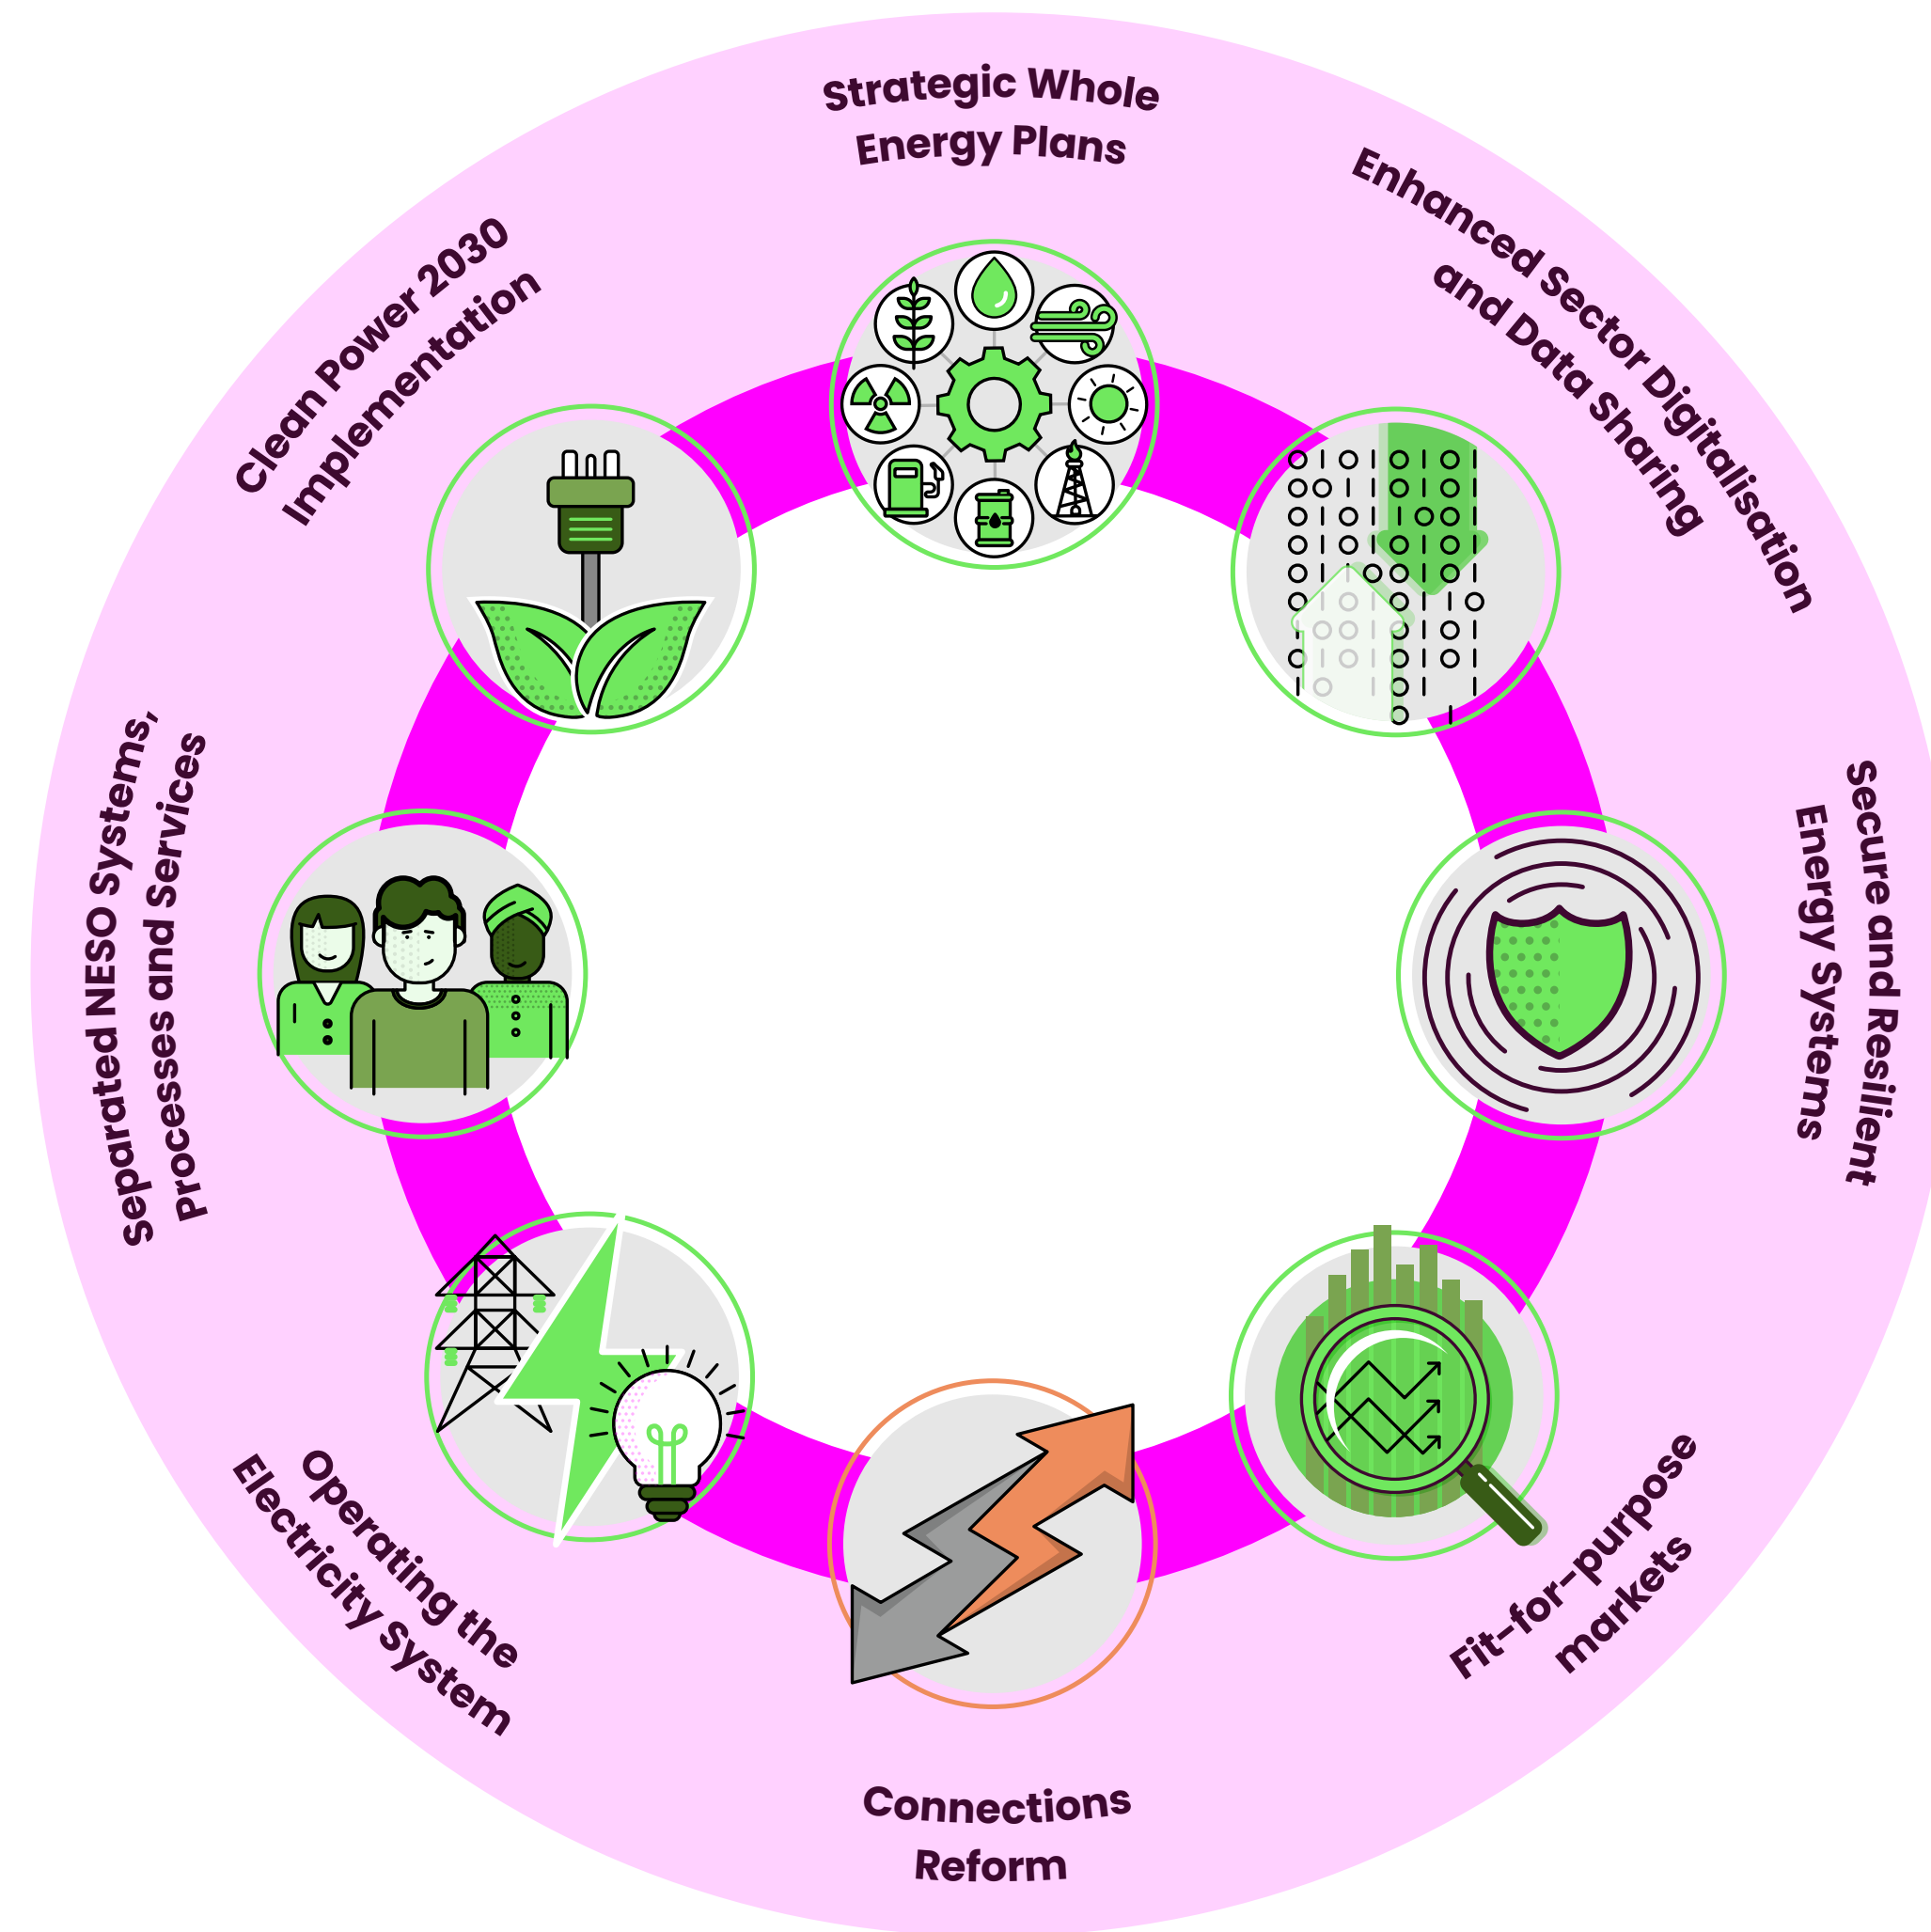 Strategic Whole
Energy Plans
Enhanced Sector Digitalisation
and Data Sharing
Secure and Resilient
Energy Systems
Fit-for-purpose
markets
Connections
Reform
Operating the
Electricity System
Separated NESO Systems,
Processes and Services
Clean Power 2030
Implementation